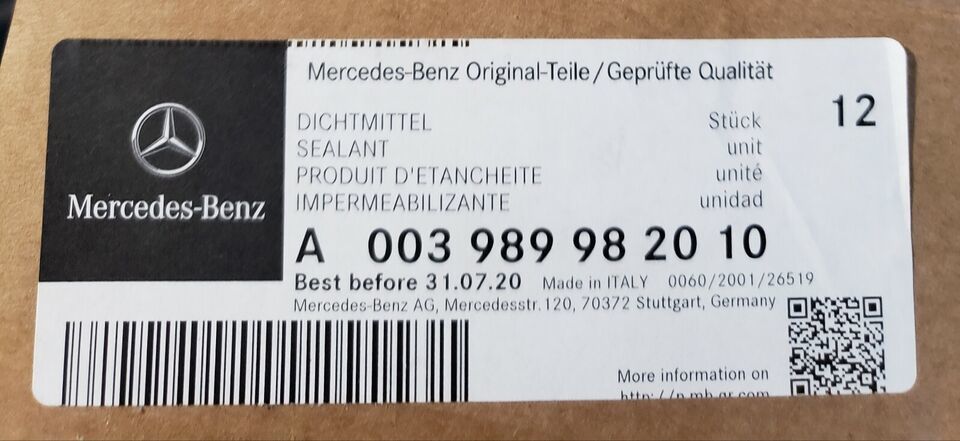 Mercedes-Benz
Mercedes-Benz Original-Teile/Geprüfte Qualität
DICHTMITTEL Stück 12
SEALANT unit
PRODUIT D'ETANCHEITE unité
IMPERMEABILIZANTE unidad
A 003 989 98 20 10
Best before 31.07.20 Made in ITALY 0060/2001/26519
Mercedes-Benz AG, Mercedesstr. 120, 70372 Stuttgart, Germany
More information on